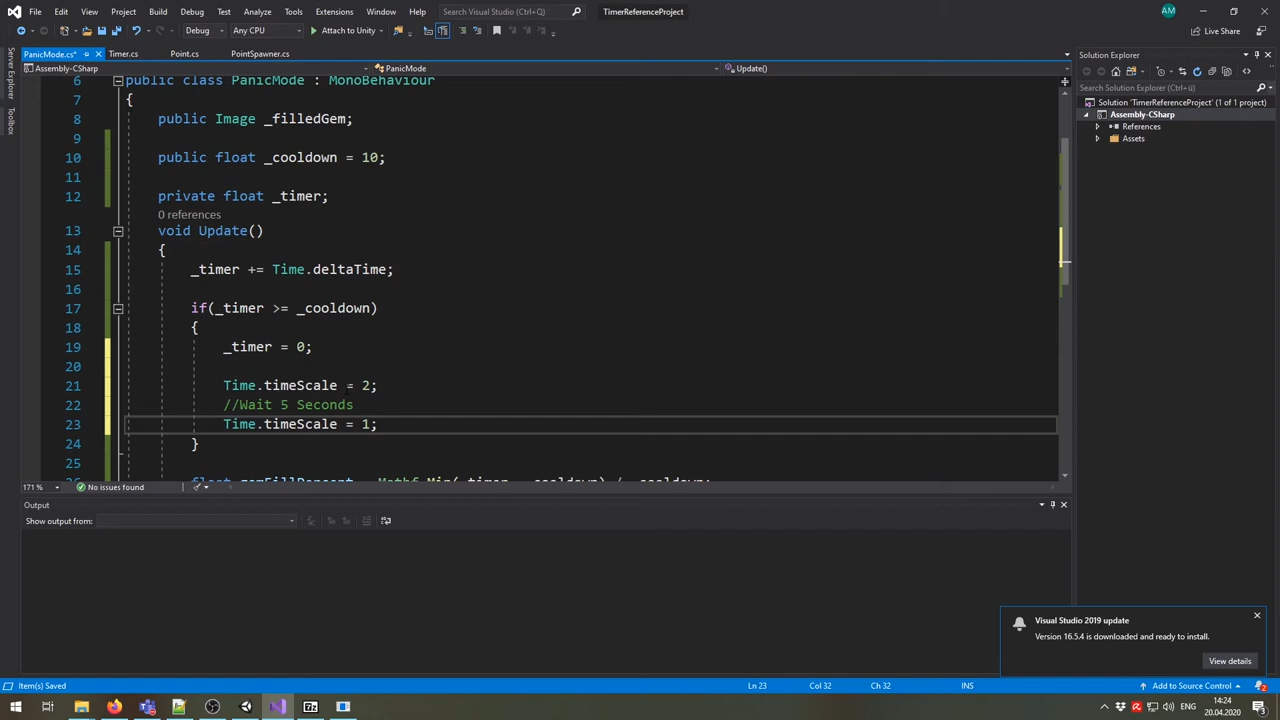 File Edit View Project Build Debug Test Analyze Tools Extensions Window Help Search Visual Studio (Ctrl+Q) TimerReferenceProject AM
Debug Any CPU Attach to Unity Live Share
PanicMode.cs* Timer.cs Point.cs PointSpawner.cs Solution Explorer
Assembly-CSharp PanicMode Update()
Server Explorer
Toolbox
Search Solution Explorer
Solution 'TimerReferenceProject' (1 of 1 project)
Assembly-CSharp
References
Assets
6 public class PanicMode : MonoBehaviour
7 {
8 public Image _filledGem;
9
10 public float _cooldown = 10;
11
12 private float _timer;
0 references
13 void Update()
14 {
15 _timer += Time.deltaTime;
16
17 if(_timer >= _cooldown)
18 {
19 _timer = 0;
20
21 Time.timeScale = 2;
22 //Wait 5 Seconds
23 Time.timeScale = 1;
24 }
25
171 % No issues found
Output
Show output from:
Visual Studio 2019 update
Version 16.5.4 is downloaded and ready to install.
View details
Item(s) Saved Ln 23 Col 32 Ch 32 INS Add to Source Control 2
ENG 14:24
20.04.2020